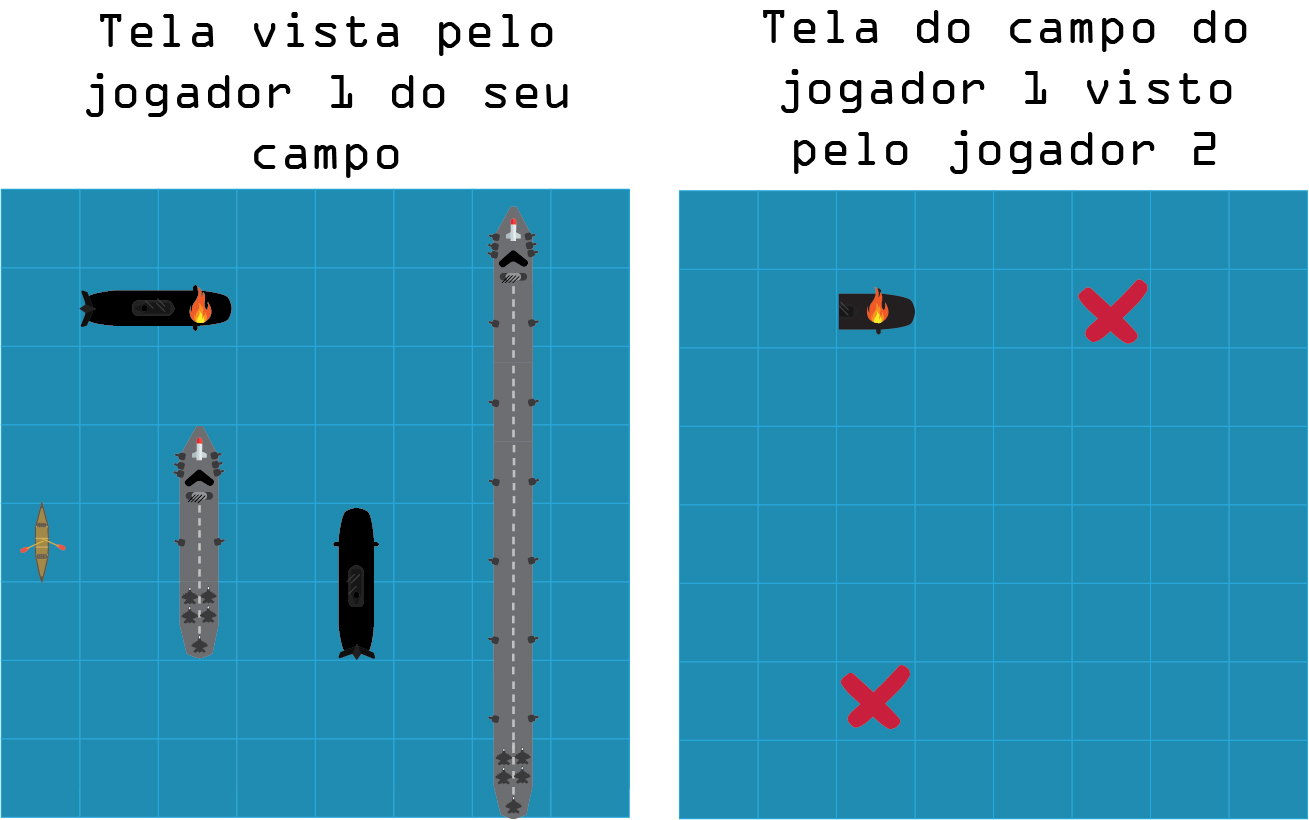 Tela vista pelo
jogador 1 do seu
campo
Tela do campo do
jogador 1 visto
pelo jogador 2